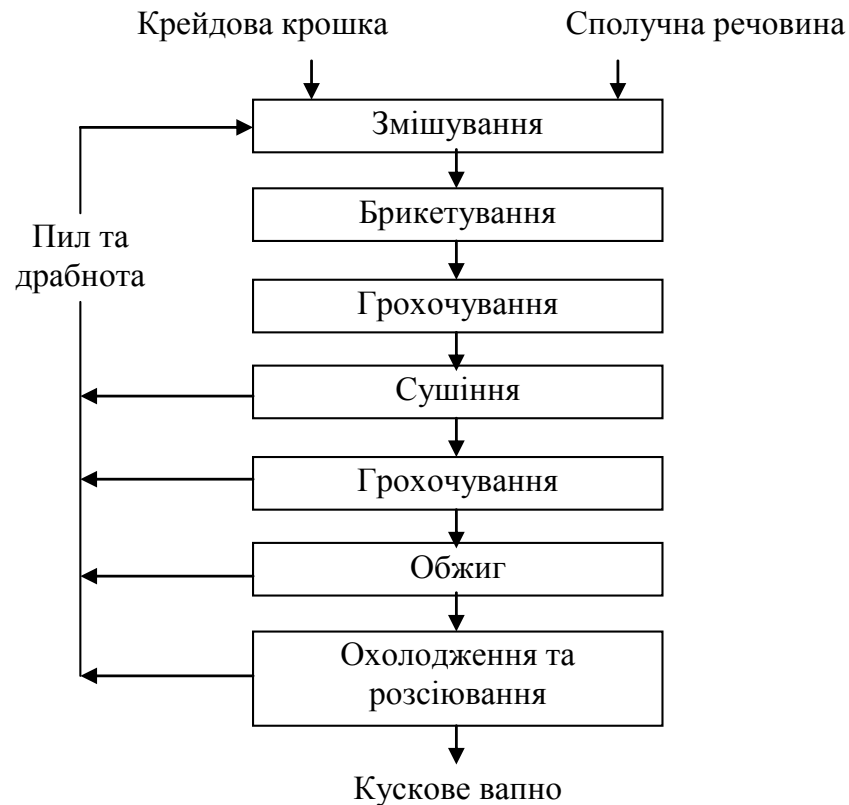 Крейдова крошка
Сполучна речовина
Змішування
Брикетування
Пил та
драбнота
Грохочування
Сушіння
Грохочування
Обжиг
Охолодження та
розсіювання
Кускове вапно